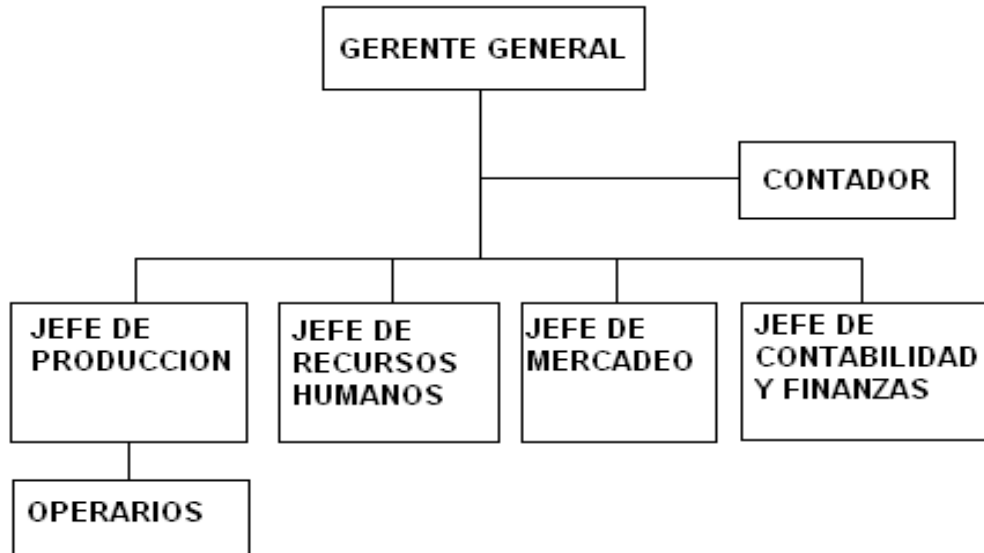 GERENTE GENERAL
CONTADOR
JEFE DE
PRODUCCION
JEFE DE
RECURSOS
HUMANOS
JEFE DE
MERCADEO
JEFE DE
CONTABILIDAD
Y FINANZAS
OPERARIOS